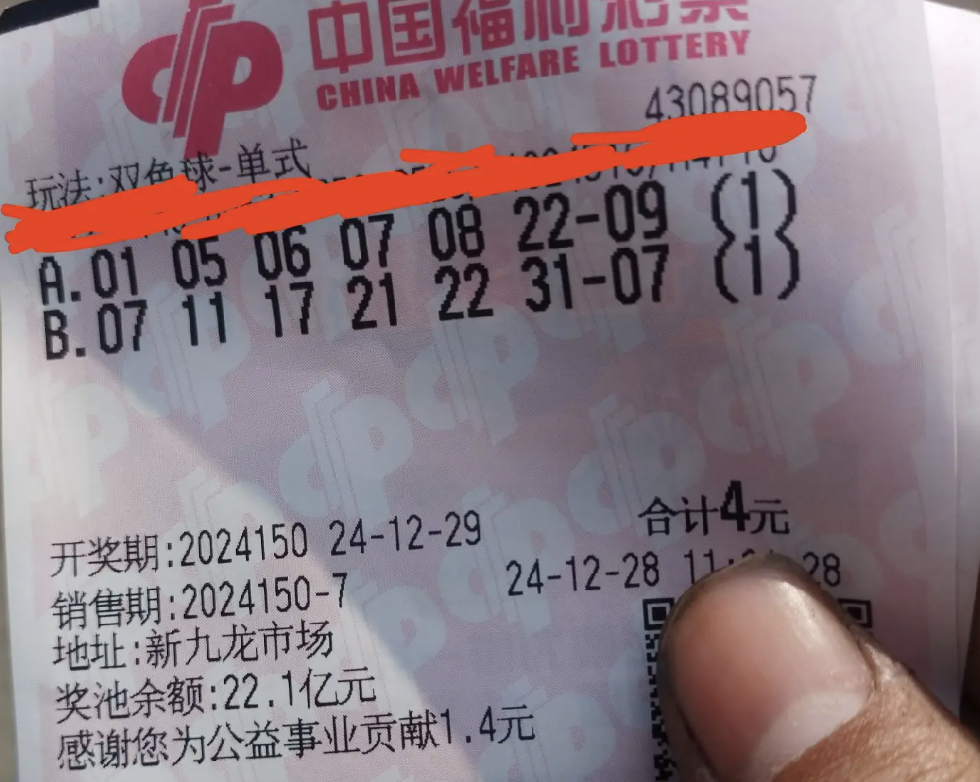 中国福利彩票
CHINA WELFARE LOTTERY
43089057
玩法:双色球-单式
A.01 05 06 07 08 22-09 (1)
B.07 11 17 21 22 31-07 (1)
合计4元
开奖期:2024150 24-12-29
销售期:2024150-7 24-12-28 11: 28
地址:新九龙市场
奖池余额:22.1亿元
感谢您为公益事业贡献1.4元